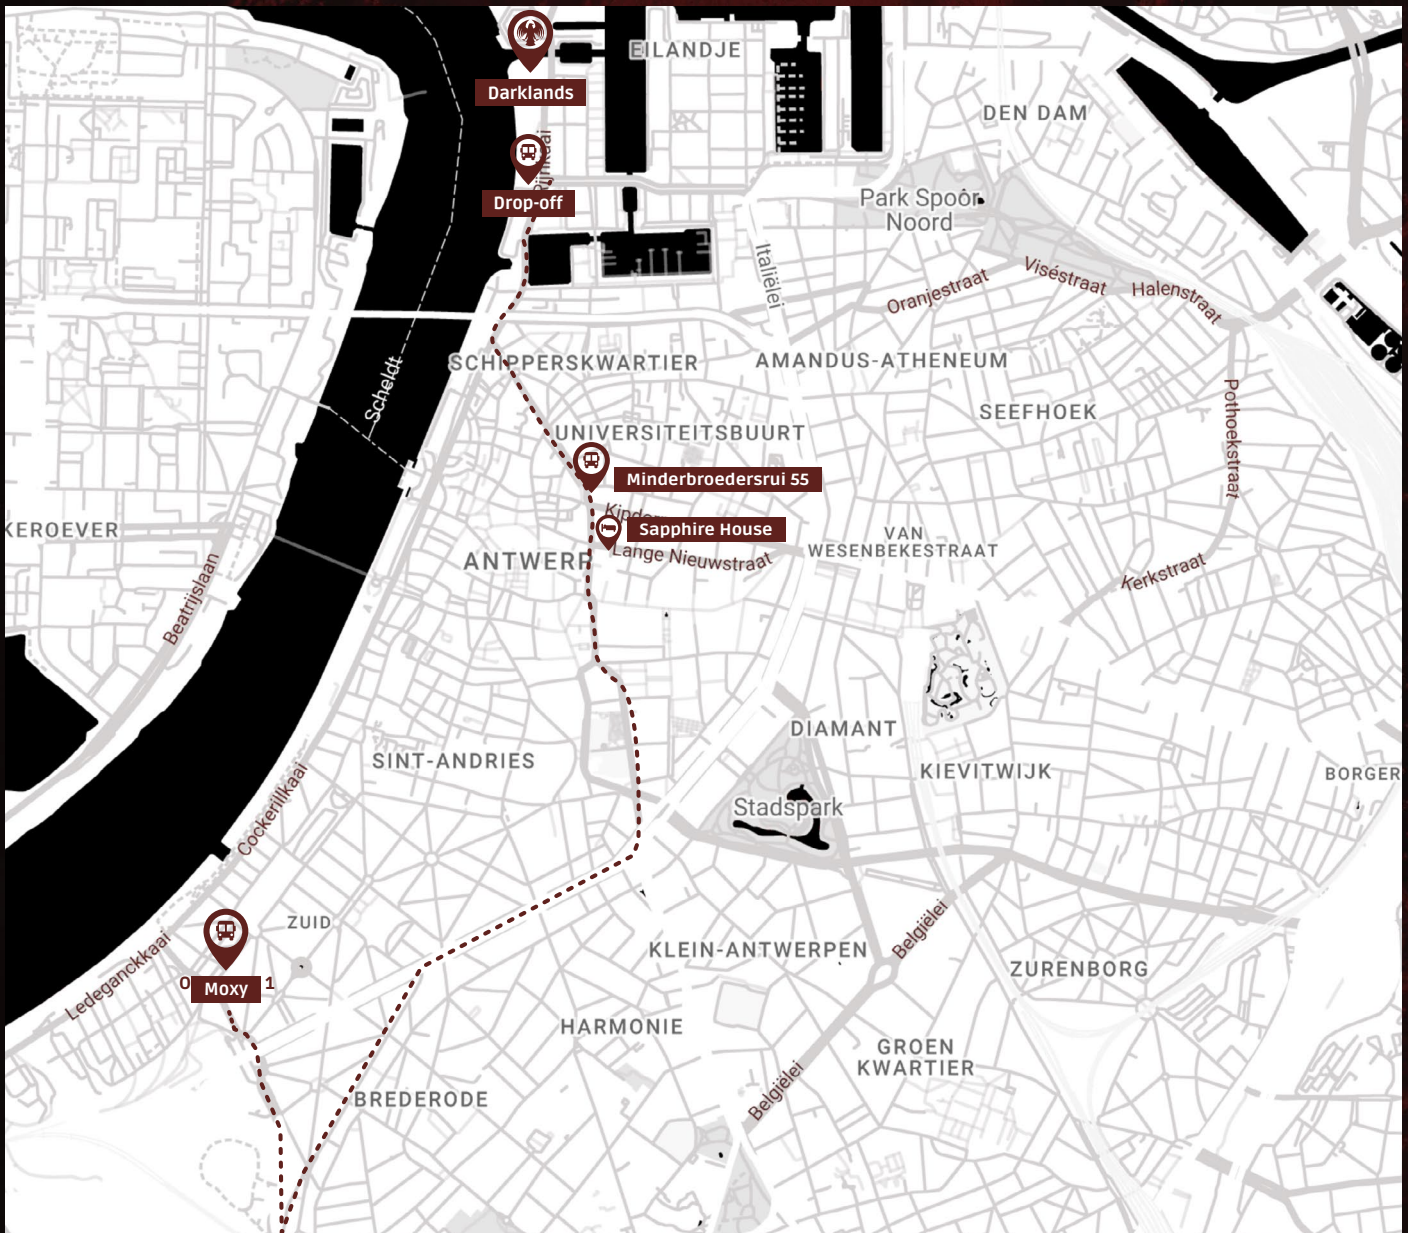 EILANDJE
Darklands
DEN DAM
Rijnkaai
Drop-off
Park Spoor
Noord
Italiëlei
Oranjestraat
Viséstraat
Halenstraat
Scheldt
SCHIPPERSKWARTIER
AMANDUS-ATHENEUM
SEEFHOEK
Pothoekstraat
UNIVERSITEITSBUURT
Minderbroedersrui 55
Sapphire House
KEROEVER
VAN
WESENBEKESTRAAT
ANTWERP
Lange Nieuwstraat
Kerkstraat
Beatrijslaan
DIAMANT
SINT-ANDRIES
KIEVITWIJK
BORGER
Stadspark
Cockerillkaai
ZUID
Belgiëlei
KLEIN-ANTWERPEN
ZURENBORG
Ledeganckkaai
0
Moxy
1
HARMONIE
GROEN
KWARTIER
Belgiëlei
BREDERODE